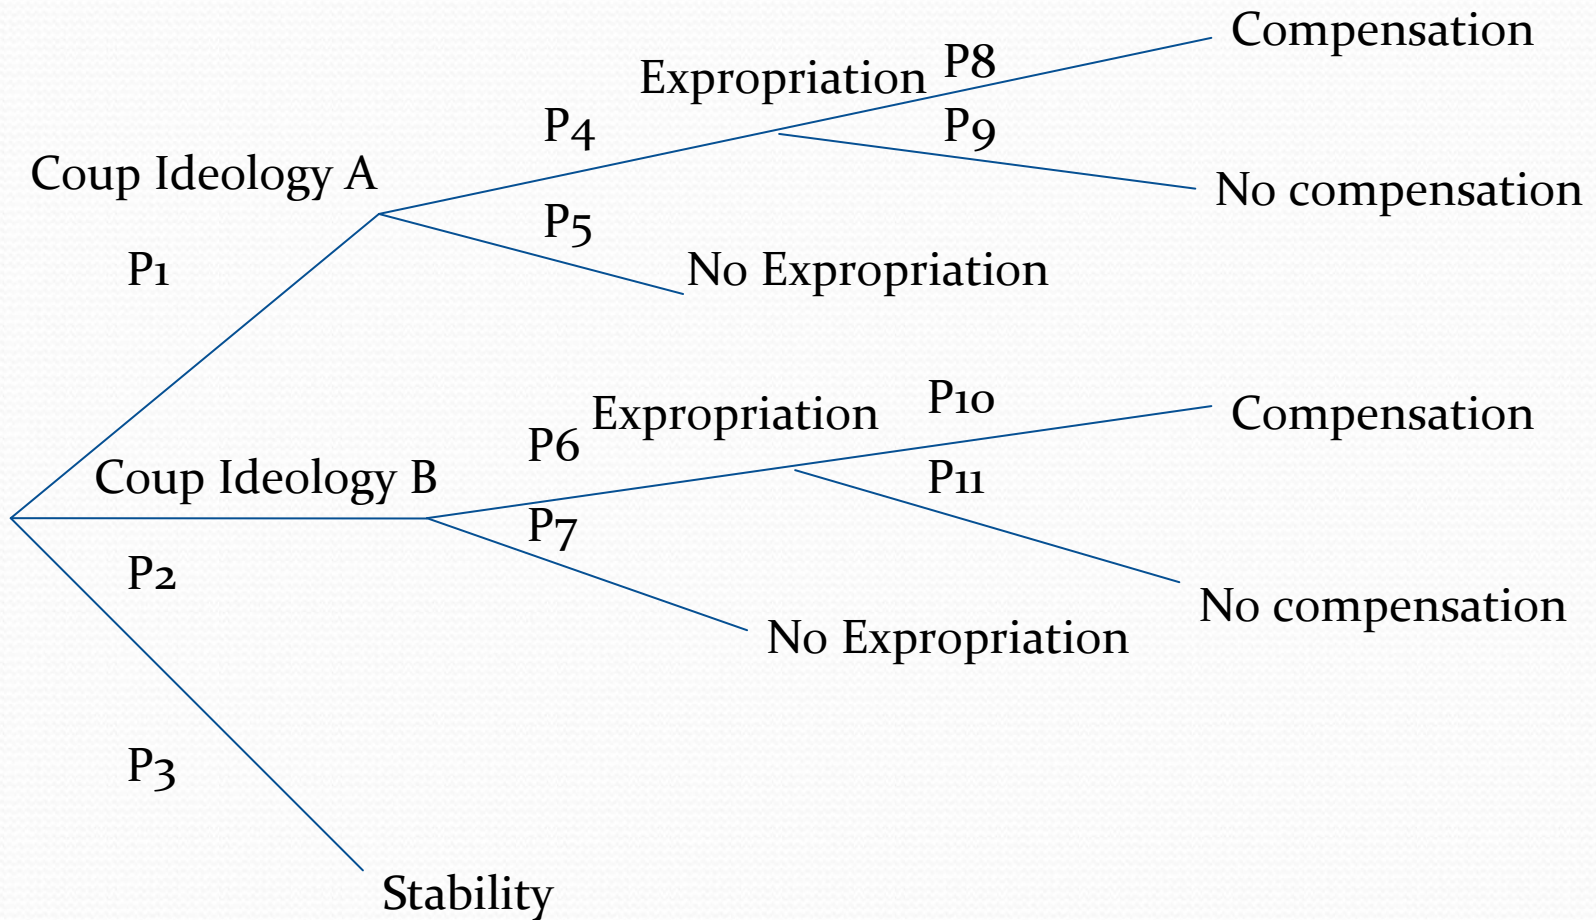 Compensation
Expropriation P8
P4 P9
Coup Ideology A
No compensation
P5
P1 No Expropriation
Expropriation P10 Compensation
P6
Coup Ideology B P11
P7
P2
No compensation
No Expropriation
P3
Stability